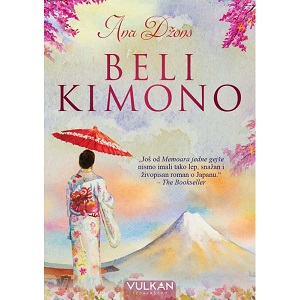 Ana Džons
BELI
KIMONO
„Još od Memoara jedne gejše
nismo imali tako lep, snažan i
živopisan roman o Japanu.“
– The Bookseller
VULKAN